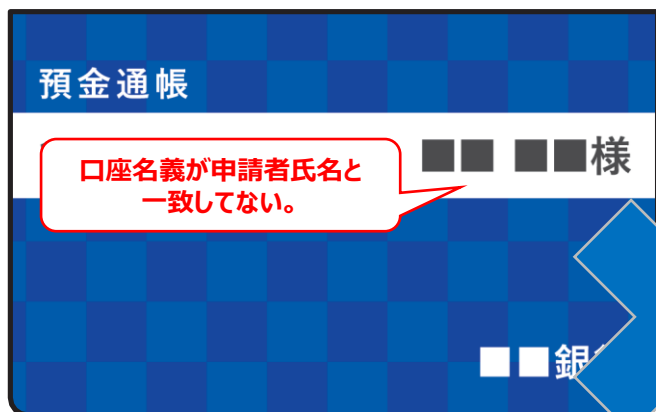 預金通帳
■■ ■■様
口座名義が申請者氏名と
一致してない。
■■銀